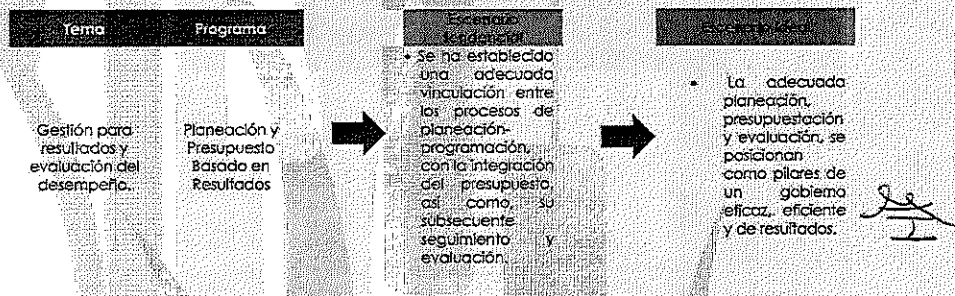 Tema
Programa
Escenario
tendencial
Gestión para
resultados y
evaluación del
desempeño.
Planeación y
Presupuesto
Basado en
Resultados
• Se ha establecido
una adecuada
vinculación entre
los procesos de
planeación-
programación,
con la integración
del presupuesto,
así como, su
subsecuente
seguimiento y
evaluación.
• La adecuada
planeación,
presupuestación
y evaluación, se
posicionan
como pilares de
un gobierno
eficaz, eficiente
y de resultados.